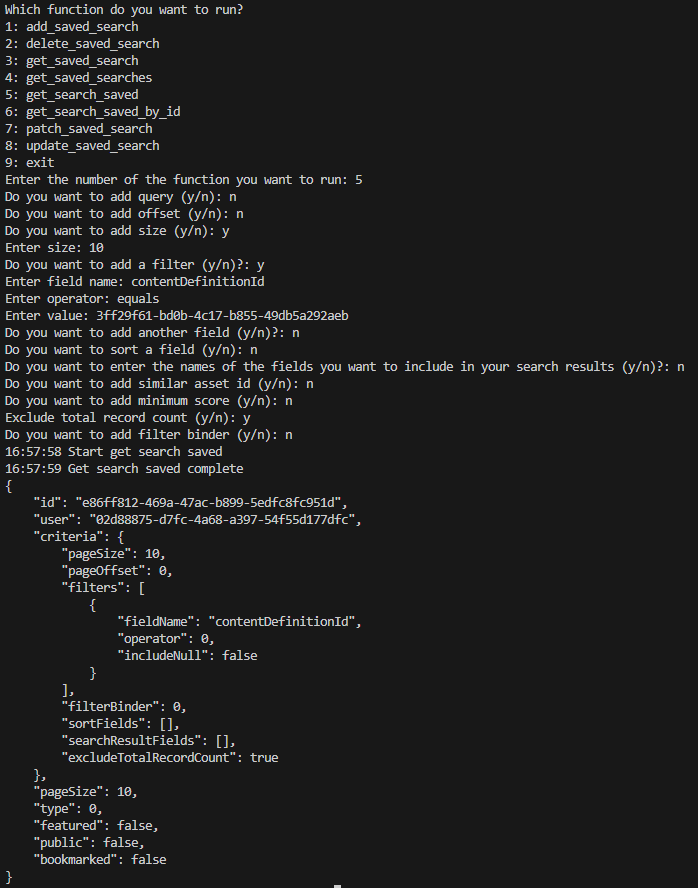 Which function do you want to run?
1: add_saved_search
2: delete_saved_search
3: get_saved_search
4: get_saved_searches
5: get_search_saved
6: get_search_saved_by_id
7: patch_saved_search
8: update_saved_search
9: exit
Enter the number of the function you want to run: 5
Do you want to add query (y/n): n
Do you want to add offset (y/n): n
Do you want to add size (y/n): y
Enter size: 10
Do you want to add a filter (y/n)?: y
Enter field name: contentDefinitionId
Enter operator: equals
Enter value: 3ff29f61-bd0b-4c17-b855-49db5a292aeb
Do you want to add another field (y/n)?: n
Do you want to sort a field (y/n): n
Do you want to enter the names of the fields you want to include in your search results (y/n)?: n
Do you want to add similar asset id (y/n): n
Do you want to add minimum score (y/n): n
Exclude total record count (y/n): y
Do you want to add filter binder (y/n): n
16:57:58 Start get search saved
16:57:59 Get search saved complete
{
    "id": "e86ff812-469a-47ac-b899-5edfc8fc951d",
    "user": "02d88875-d7fc-4a68-a397-54f55d177dfc",
    "criteria": {
        "pageSize": 10,
        "pageOffset": 0,
        "filters": [
            {
                "fieldName": "contentDefinitionId",
                "operator": 0,
                "includeNull": false
            }
        ],
        "filterBinder": 0,
        "sortFields": [],
        "searchResultFields": [],
        "excludeTotalRecordCount": true
    },
    "pageSize": 10,
    "type": 0,
    "featured": false,
    "public": false,
    "bookmarked": false
}